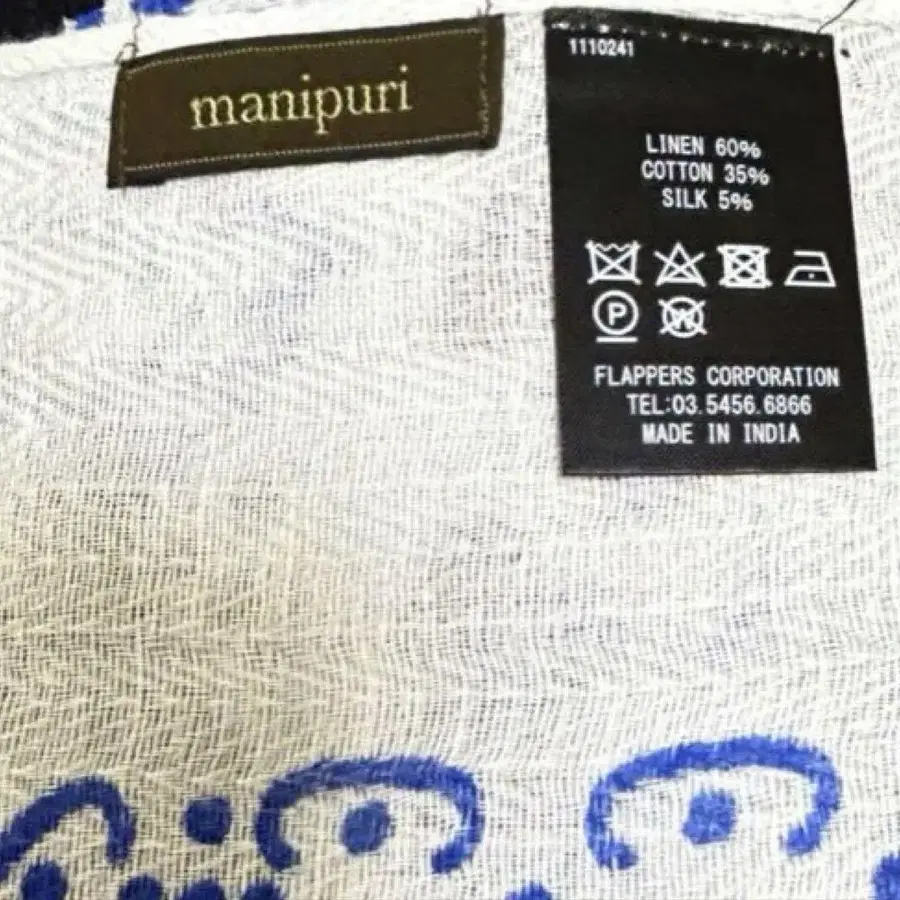 manipuri
1110241
LINEN 60%
COTTON 35%
SILK 5%
P
W
FLAPPERS CORPORATION
TEL:03.5456.6866
MADE IN INDIA